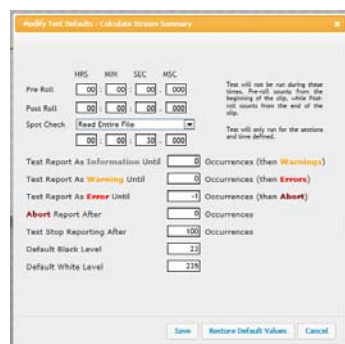 Modify Test Defaults - Calculate Stream Summary
HRS MIN SEC MSC
Pre Roll 00 : 00 : 00 . 000
Test will not be run during these times. Pre-roll counts from the beginning of the clip, while Post-roll counts from the end of the clip.
Post Roll 00 : 00 : 00 . 000
Spot Check Read Entire File
00 : 00 : 30 . 000
Test will only run for the sections and time defined.
Test Report As Information Until 0 Occurrences (then Warnings)
Test Report As Warning Until 0 Occurrences (then Errors)
Test Report As Error Until -1 Occurrences (then Abort)
Abort Report After 0 Occurrences
Test Stop Reporting After 100 Occurrences
Default Black Level 23
Default White Level 235
Save Restore Default Values Cancel